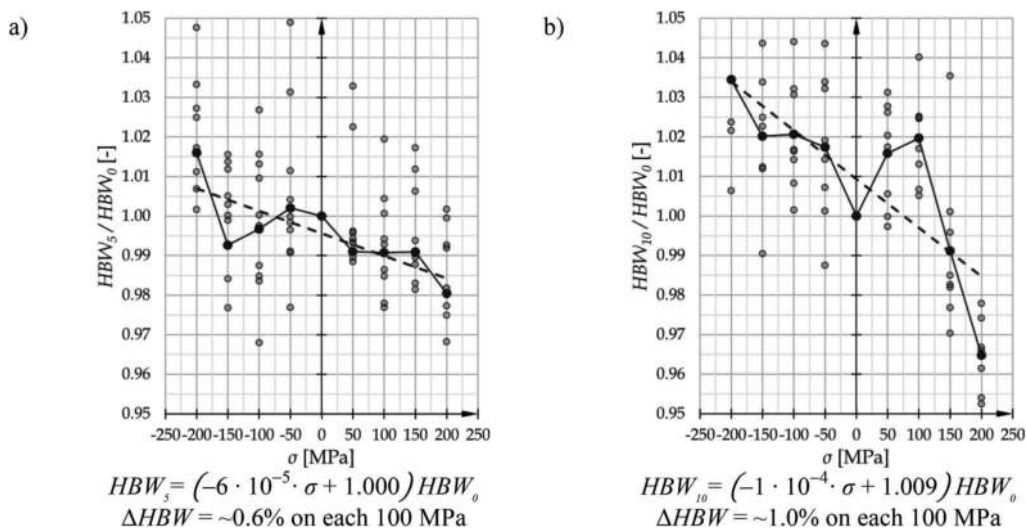 a)
1.05
1.04
1.03
1.02
1.01
1.00
0.99
0.98
0.97
0.96
0.95
HBW₅ / HBW₀ [-]
-250 -200 -150 -100 -50 0 50 100 150 200 250
σ [MPa]
HBW₅ = (–6 · 10⁻⁵ · σ + 1.000) HBW₀
ΔHBW = ~0.6% on each 100 MPa
b)
1.05
1.04
1.03
1.02
1.01
1.00
0.99
0.98
0.97
0.96
0.95
HBW₁₀ / HBW₀ [-]
-250 -200 -150 -100 -50 0 50 100 150 200 250
σ [MPa]
HBW₁₀ = (–1 · 10⁻⁴ · σ + 1.009) HBW₀
ΔHBW = ~1.0% on each 100 MPa